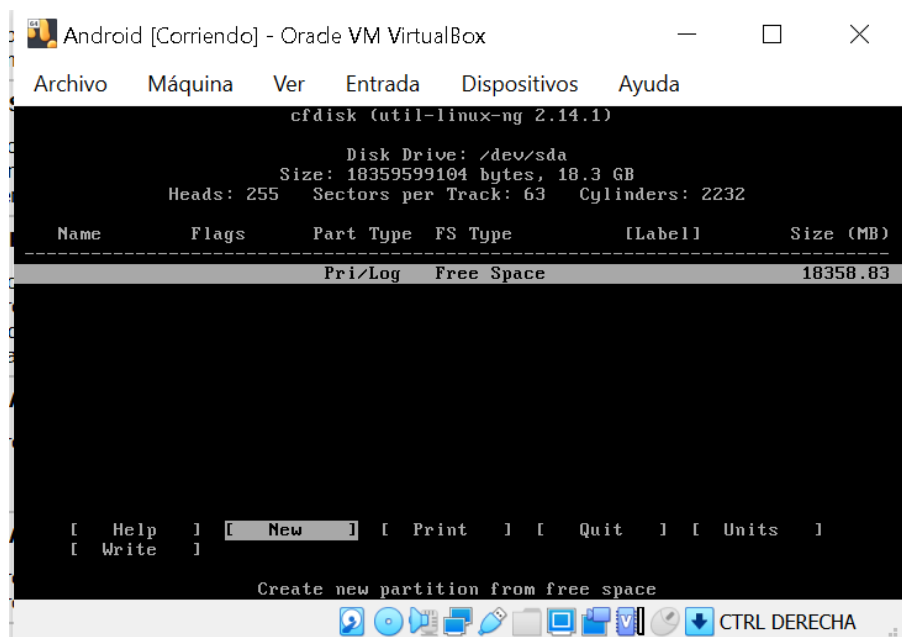 Android [Corriendo] - Oracle VM VirtualBox
Archivo Máquina Ver Entrada Dispositivos Ayuda
cfdisk (util-linux-ng 2.14.1)
Disk Drive: /dev/sda
Size: 18359599104 bytes, 18.3 GB
Heads: 255 Sectors per Track: 63 Cylinders: 2232
Name Flags Part Type FS Type [Label] Size (MB)
Pri/Log Free Space 18358.83
[ Help ] [ New ] [ Print ] [ Quit ] [ Units ]
[ Write ]
Create new partition from free space
CTRL DERECHA